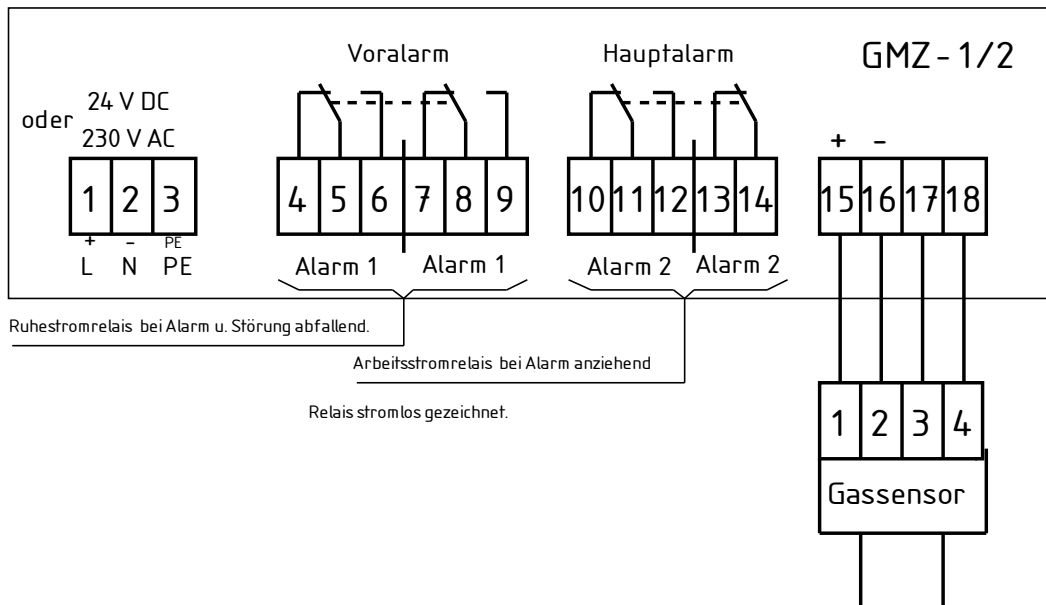 Voralarm
Hauptalarm
GMZ - 1/2
24 V DC
oder
230 V AC
+ -
1 2 3
4 5 6 7 8 9
10 11 12 13 14
15 16 17 18
+ - PE
L N PE
Alarm 1 Alarm 1
Alarm 2 Alarm 2
Ruhestromrelais bei Alarm u. Störung abfallend.
Arbeitsstromrelais bei Alarm anziehend
Relais stromlos gezeichnet.
1 2 3 4
Gassensor